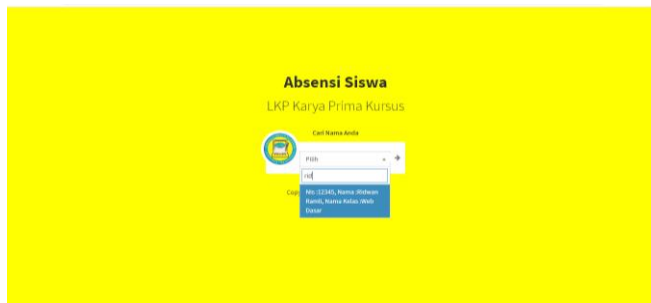 Absensi Siswa
LKP Karya Prima Kursus
Cari Nama Anda
Pilih
rid
No :12345, Nama :Ridwan
Ramli, Nama Kelas :Web
Dasar